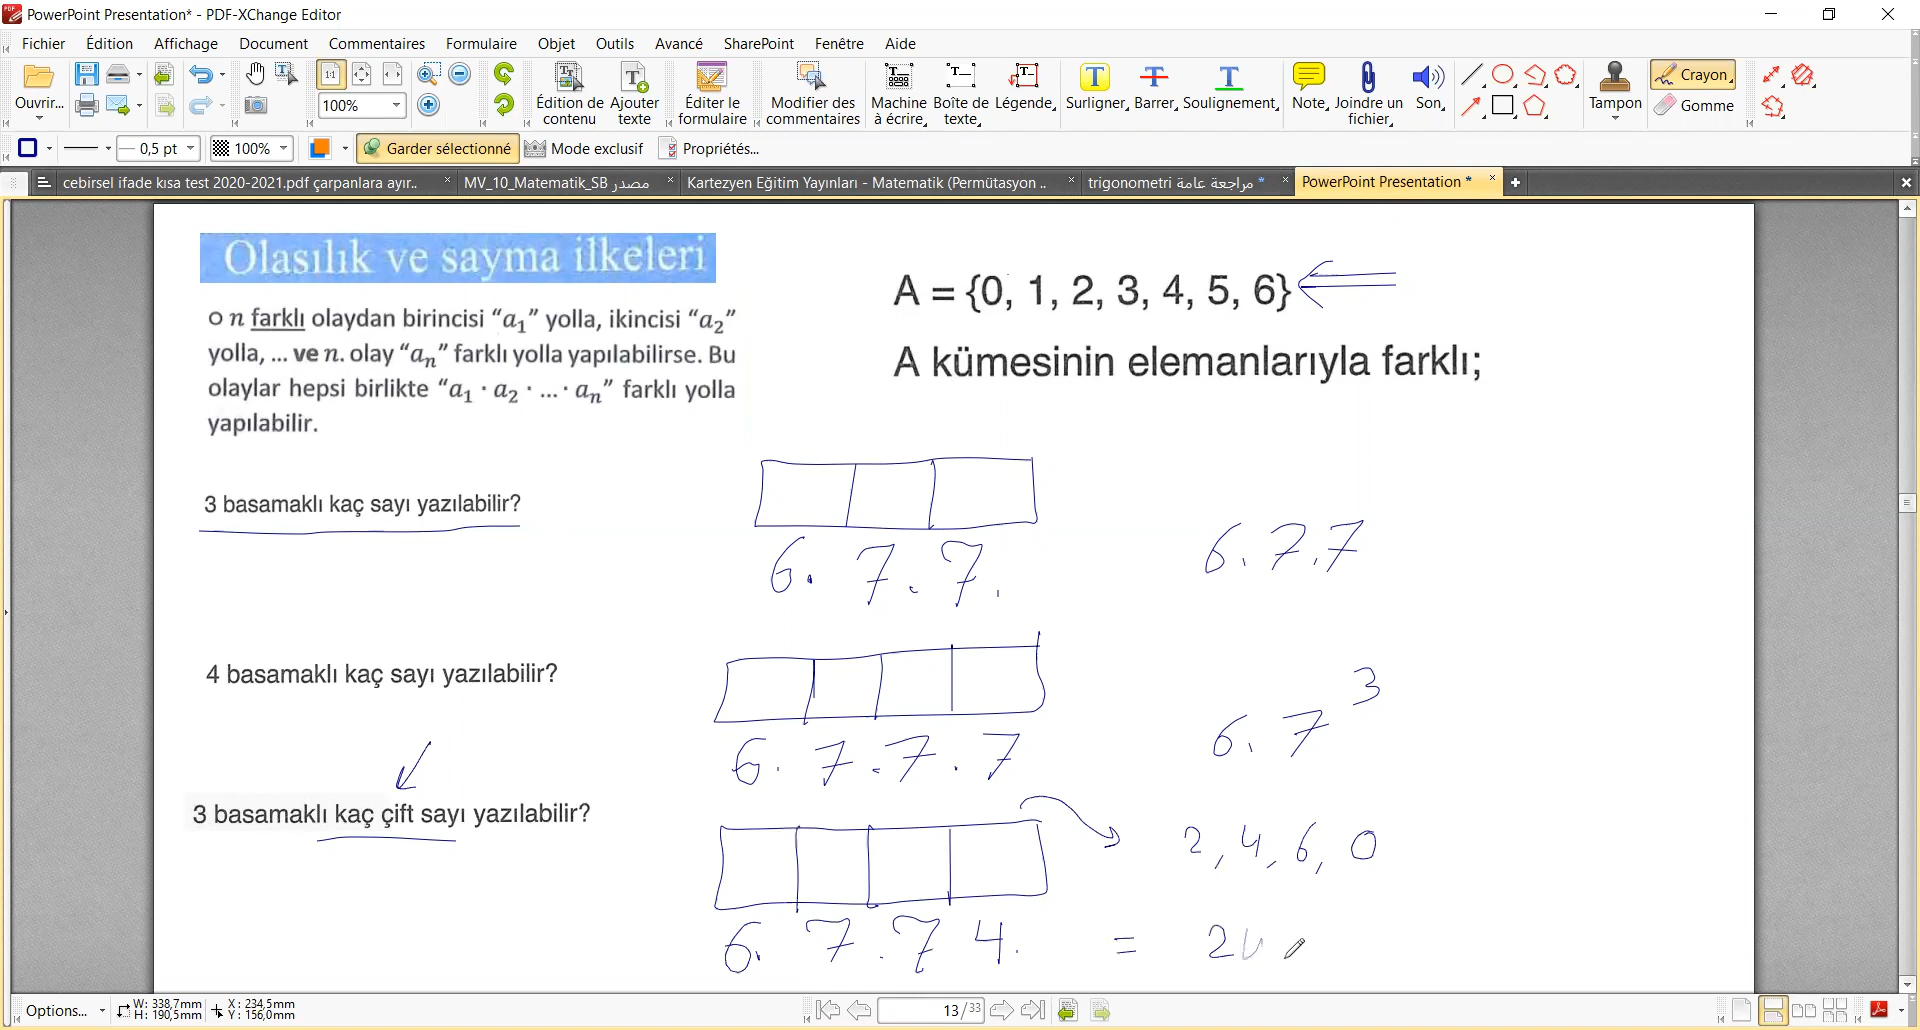 PowerPoint Presentation* - PDF-XChange Editor
Fichier Édition Affichage Document Commentaires Formulaire Objet Outils Avancé SharePoint Fenêtre Aide
Ouvrir... 100% Édition de contenu Ajouter texte Éditer le formulaire Modifier des commentaires Machine à écrire Boîte de texte Légende Surligner Barrer Soulignement Note Joindre un fichier Son Tampon Crayon Gomme
0,5 pt 100% Garder sélectionné Mode exclusif Propriétés...
cebirsel ifade kısa test 2020-2021.pdf çarpanlara ayır.. × MV_10_Matematik_SB مصدر × Kartezyen Eğitim Yayınları - Matematik (Permütasyon .. × trigonometri مراجعة عامة * × PowerPoint Presentation * ×
Olasılık ve sayma ilkeleri
A = {0, 1, 2, 3, 4, 5, 6}
○ n farklı olaydan birincisi “a₁” yolla, ikincisi “a₂”
yolla, ... ve n. olay “aₙ” farklı yolla yapılabilirse. Bu
olaylar hepsi birlikte “a₁ · a₂ · ... · aₙ” farklı yolla
yapılabilir.
A kümesinin elemanlarıyla farklı;
3 basamaklı kaç sayı yazılabilir?
6 . 7 . 7 .
6 . 7 . 7
4 basamaklı kaç sayı yazılabilir?
6 . 7 . 7 . 7
6 . 7³
3 basamaklı kaç çift sayı yazılabilir?
2 , 4 , 6 , 0
6 . 7 . 7 4 . = 2
Options... W: 338,7mm H: 190,5mm X: 234,5mm Y: 156,0mm 13 / 33